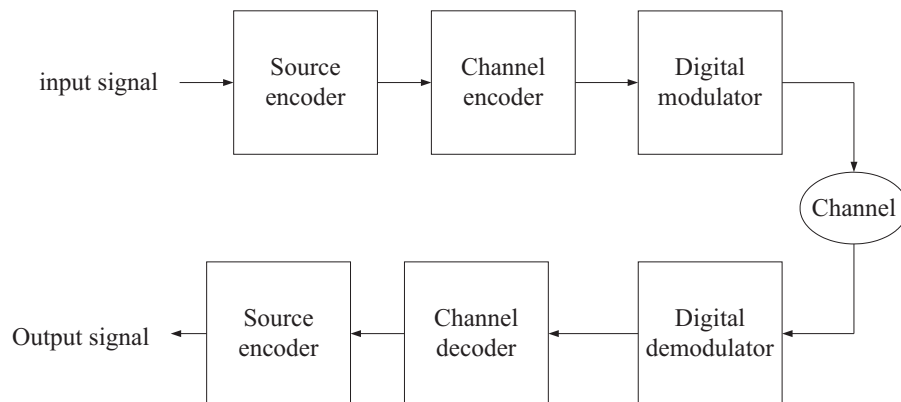 input signal
Source
encoder
Channel
encoder
Digital
modulator
Channel
Output signal
Source
encoder
Channel
decoder
Digital
demodulator